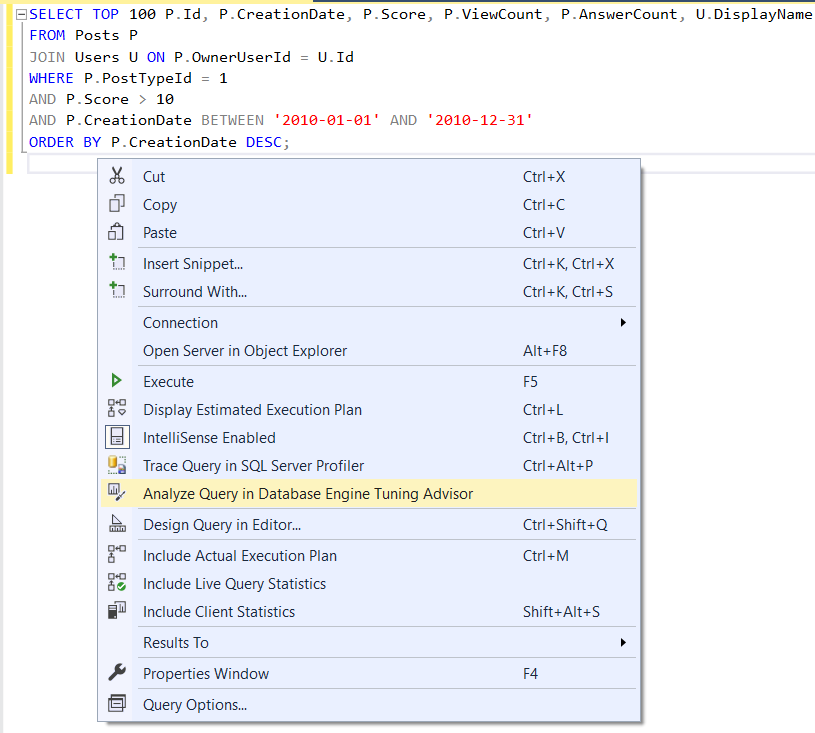 SELECT TOP 100 P.Id, P.CreationDate, P.Score, P.ViewCount, P.AnswerCount, U.DisplayName
FROM Posts P
JOIN Users U ON P.OwnerUserId = U.Id
WHERE P.PostTypeId = 1
AND P.Score > 10
AND P.CreationDate BETWEEN '2010-01-01' AND '2010-12-31'
ORDER BY P.CreationDate DESC;
Cut Ctrl+X
Copy Ctrl+C
Paste Ctrl+V
Insert Snippet... Ctrl+K, Ctrl+X
Surround With... Ctrl+K, Ctrl+S
Connection
Open Server in Object Explorer Alt+F8
Execute F5
Display Estimated Execution Plan Ctrl+L
IntelliSense Enabled Ctrl+B, Ctrl+I
Trace Query in SQL Server Profiler Ctrl+Alt+P
Analyze Query in Database Engine Tuning Advisor
Design Query in Editor... Ctrl+Shift+Q
Include Actual Execution Plan Ctrl+M
Include Live Query Statistics
Include Client Statistics Shift+Alt+S
Results To
Properties Window F4
Query Options...